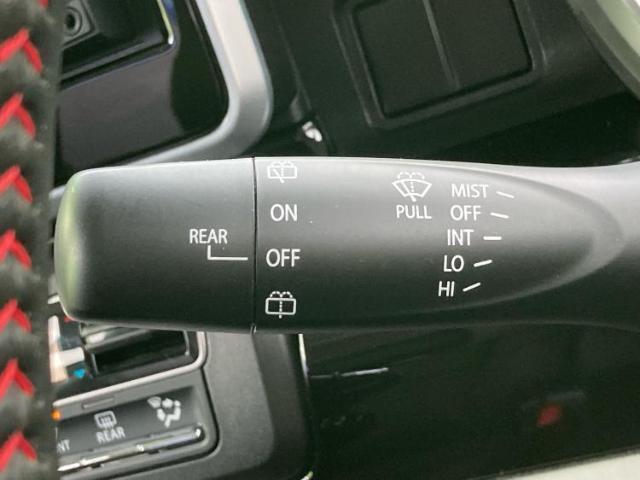 REAR
ON
OFF
PULL
MIST
OFF
INT
LO
HI
REAR